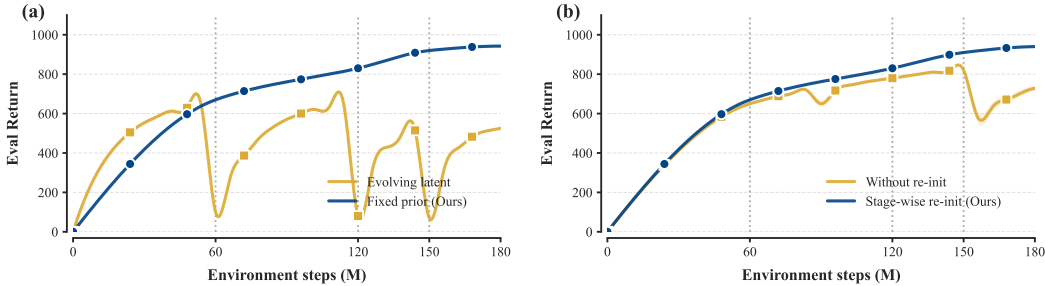 (a)
1000
800
600
400
200
0
Eval Return
0 60 120 150 180
Environment steps (M)
Evolving latent
Fixed prior (Ours)
(b)
1000
800
600
400
200
0
Eval Return
0 60 120 150 180
Environment steps (M)
Without re-init
Stage-wise re-init (Ours)